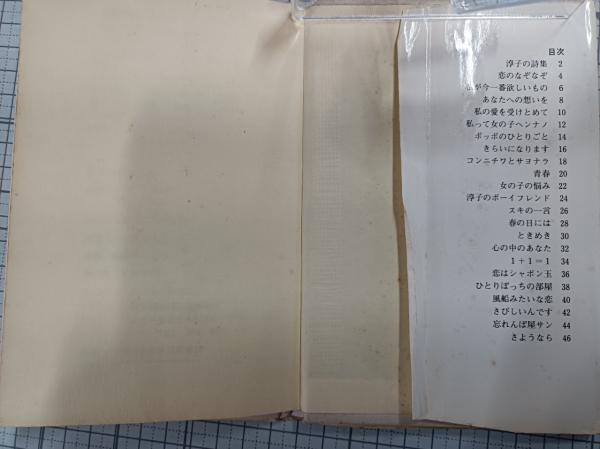 目次
淳子の詩集 2
恋のなぞなぞ 4
が今一番欲しいもの 6
あなたへの想いを 8
私の愛を受けとめて 10
私って女の子ヘンナノ 12
ポッポのひとりごと 14
きらいになります 16
コンニチワとサヨナラ 18
青春 20
女の子の悩み 22
淳子のボーイフレンド 24
スキの一言 26
春の日には 28
ときめき 30
心の中のあなた 32
1+1=1 34
恋はシャボン玉 36
ひとりぼっちの部屋 38
風船みたいな恋 40
さびしいんです 42
忘れんぼ屋サン 44
さようなら 46